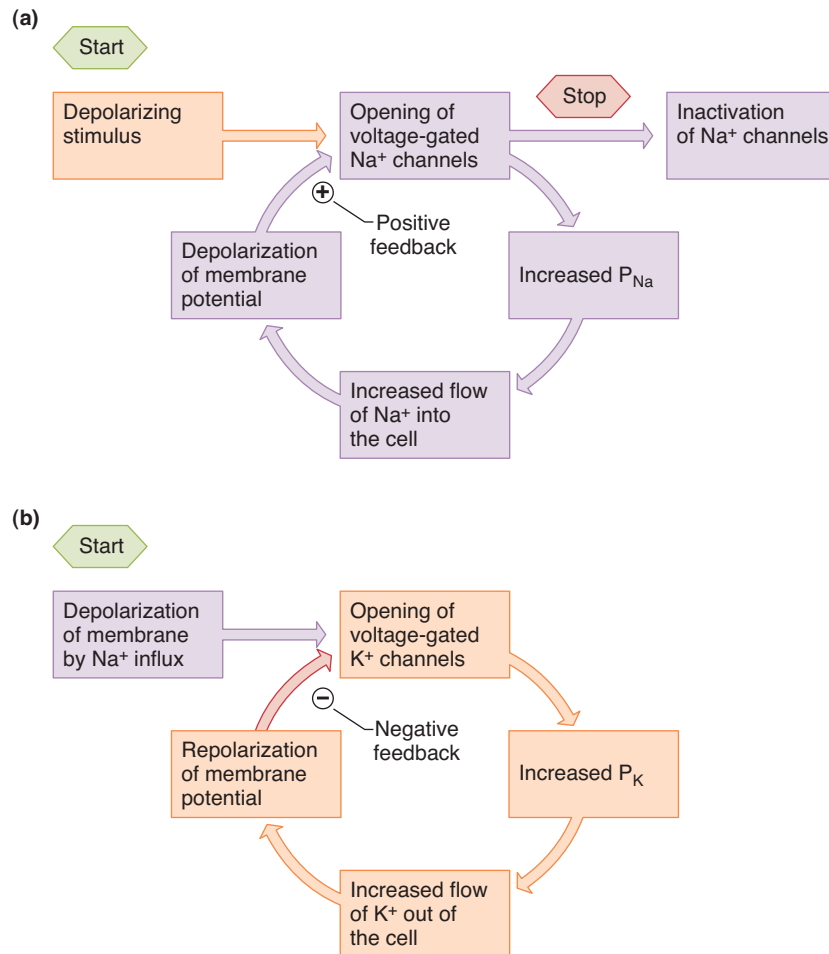 (a)
Start
Depolarizing
stimulus
Opening of
voltage-gated
Na⁺ channels
Stop
Inactivation
of Na⁺ channels
+
Positive
feedback
Depolarization
of membrane
potential
Increased P_Na
Increased flow
of Na⁺ into
the cell
(b)
Start
Depolarization
of membrane
by Na⁺ influx
Opening of
voltage-gated
K⁺ channels
−
Negative
feedback
Repolarization
of membrane
potential
Increased P_K
Increased flow
of K⁺ out of
the cell